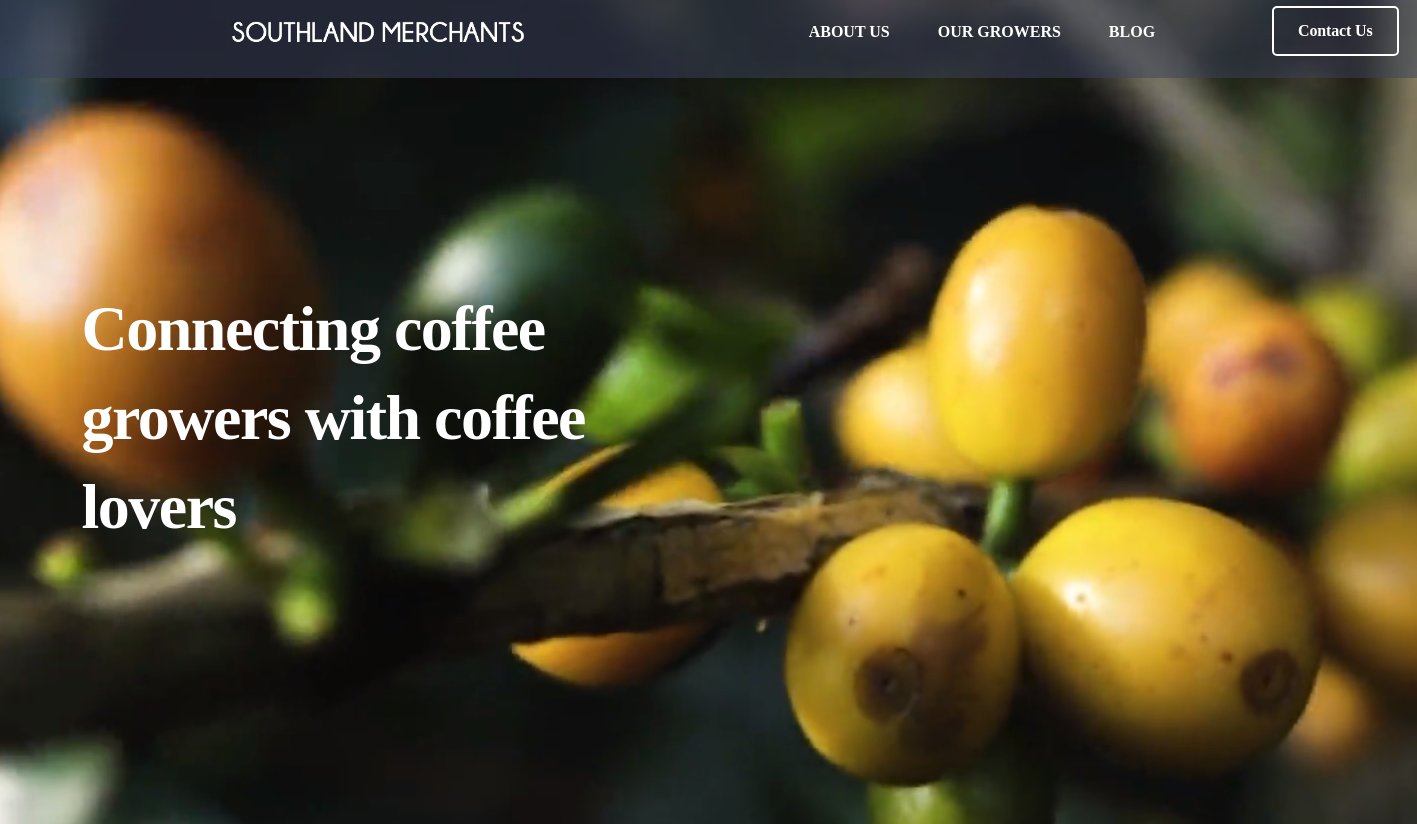 SOUTHLAND MERCHANTS
ABOUT US
OUR GROWERS
BLOG
Contact Us
Connecting coffee
growers with coffee
lovers